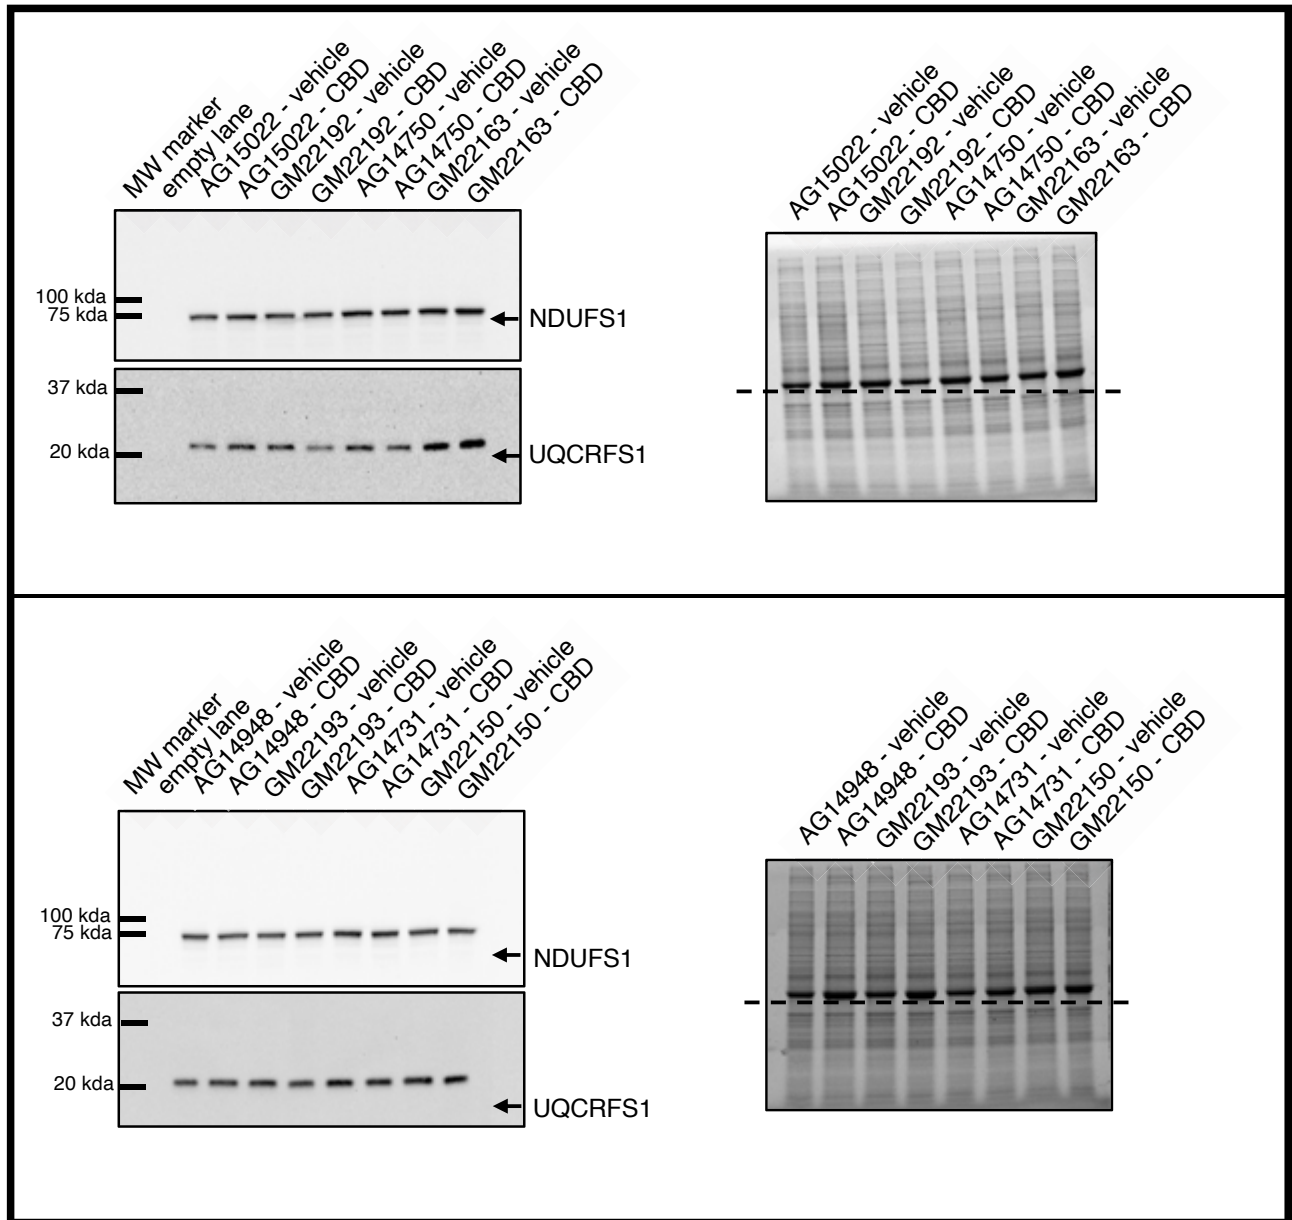 MW marker
empty lane
AG15022 - vehicle
AG15022 - CBD
GM22192 - vehicle
GM22192 - CBD
AG14750 - vehicle
AG14750 - CBD
GM22163 - vehicle
GM22163 - CBD
100 kda
75 kda
NDUFS1
37 kda
20 kda
UQCRFS1
AG15022 - vehicle
AG15022 - CBD
GM22192 - vehicle
GM22192 - CBD
AG14750 - vehicle
AG14750 - CBD
GM22163 - vehicle
GM22163 - CBD
MW marker
empty lane
AG14948 - vehicle
AG14948 - CBD
GM22193 - vehicle
GM22193 - CBD
AG14731 - vehicle
AG14731 - CBD
GM22150 - vehicle
GM22150 - CBD
100 kda
75 kda
NDUFS1
37 kda
20 kda
UQCRFS1
AG14948 - vehicle
AG14948 - CBD
GM22193 - vehicle
GM22193 - CBD
AG14731 - vehicle
AG14731 - CBD
GM22150 - vehicle
GM22150 - CBD